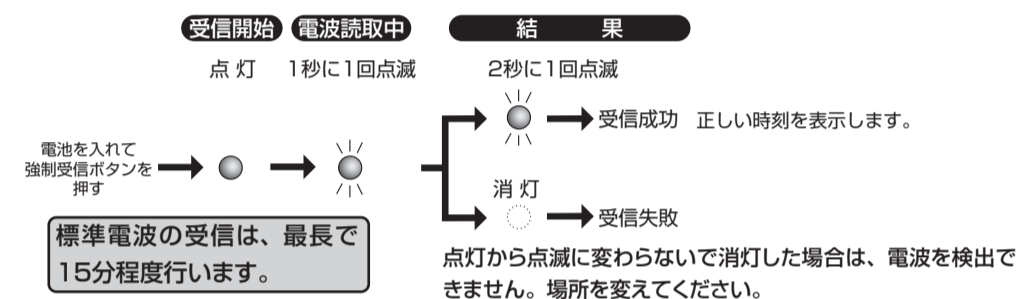 受信開始 電波読取中 結果
点灯 1秒に1回点滅 2秒に1回点滅
受信成功 正しい時刻を表示します。
電池を入れて
強制受信ボタンを
押す
消灯
受信失敗
標準電波の受信は、最長で
15分程度行います。
点灯から点滅に変わらないで消灯した場合は、電波を検出で
きません。場所を変えてください。